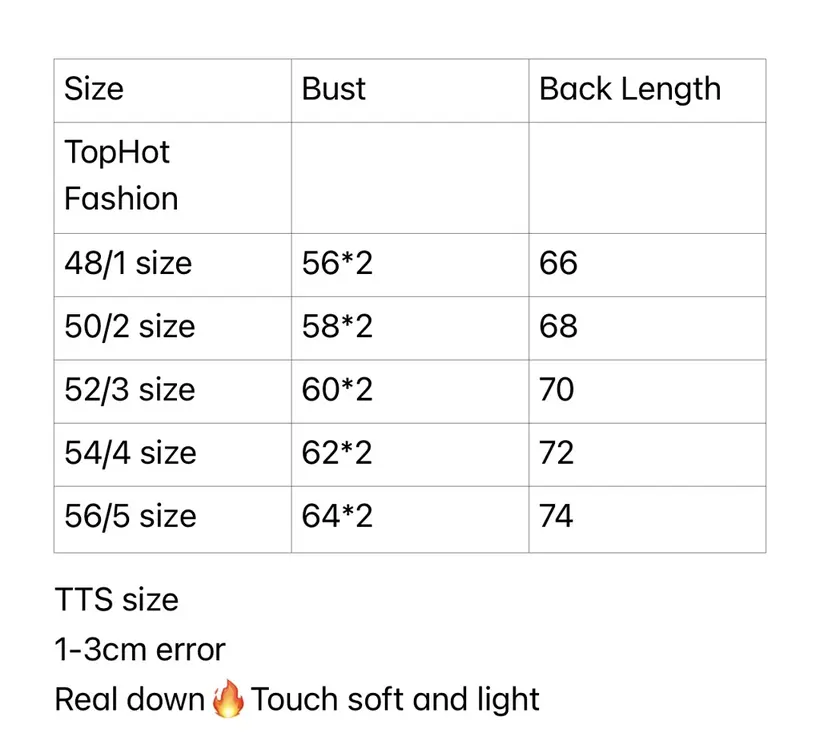 Size Bust Back Length
TopHot
Fashion
48/1 size 56*2 66
50/2 size 58*2 68
52/3 size 60*2 70
54/4 size 62*2 72
56/5 size 64*2 74
TTS size
1-3cm error
Real down🔥Touch soft and light